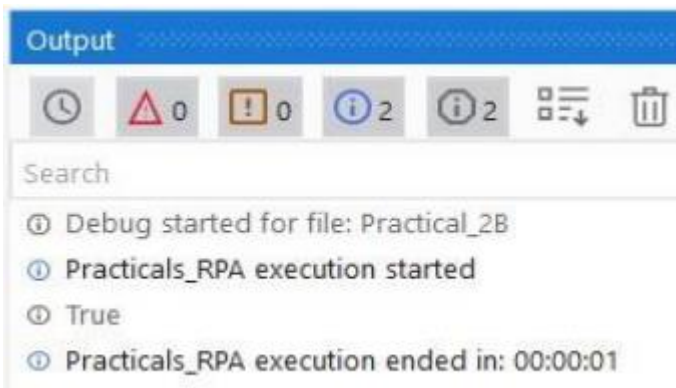 Output
0 0 2 2
Search
Debug started for file: Practical_2B
Practicals_RPA execution started
True
Practicals_RPA execution ended in: 00:00:01